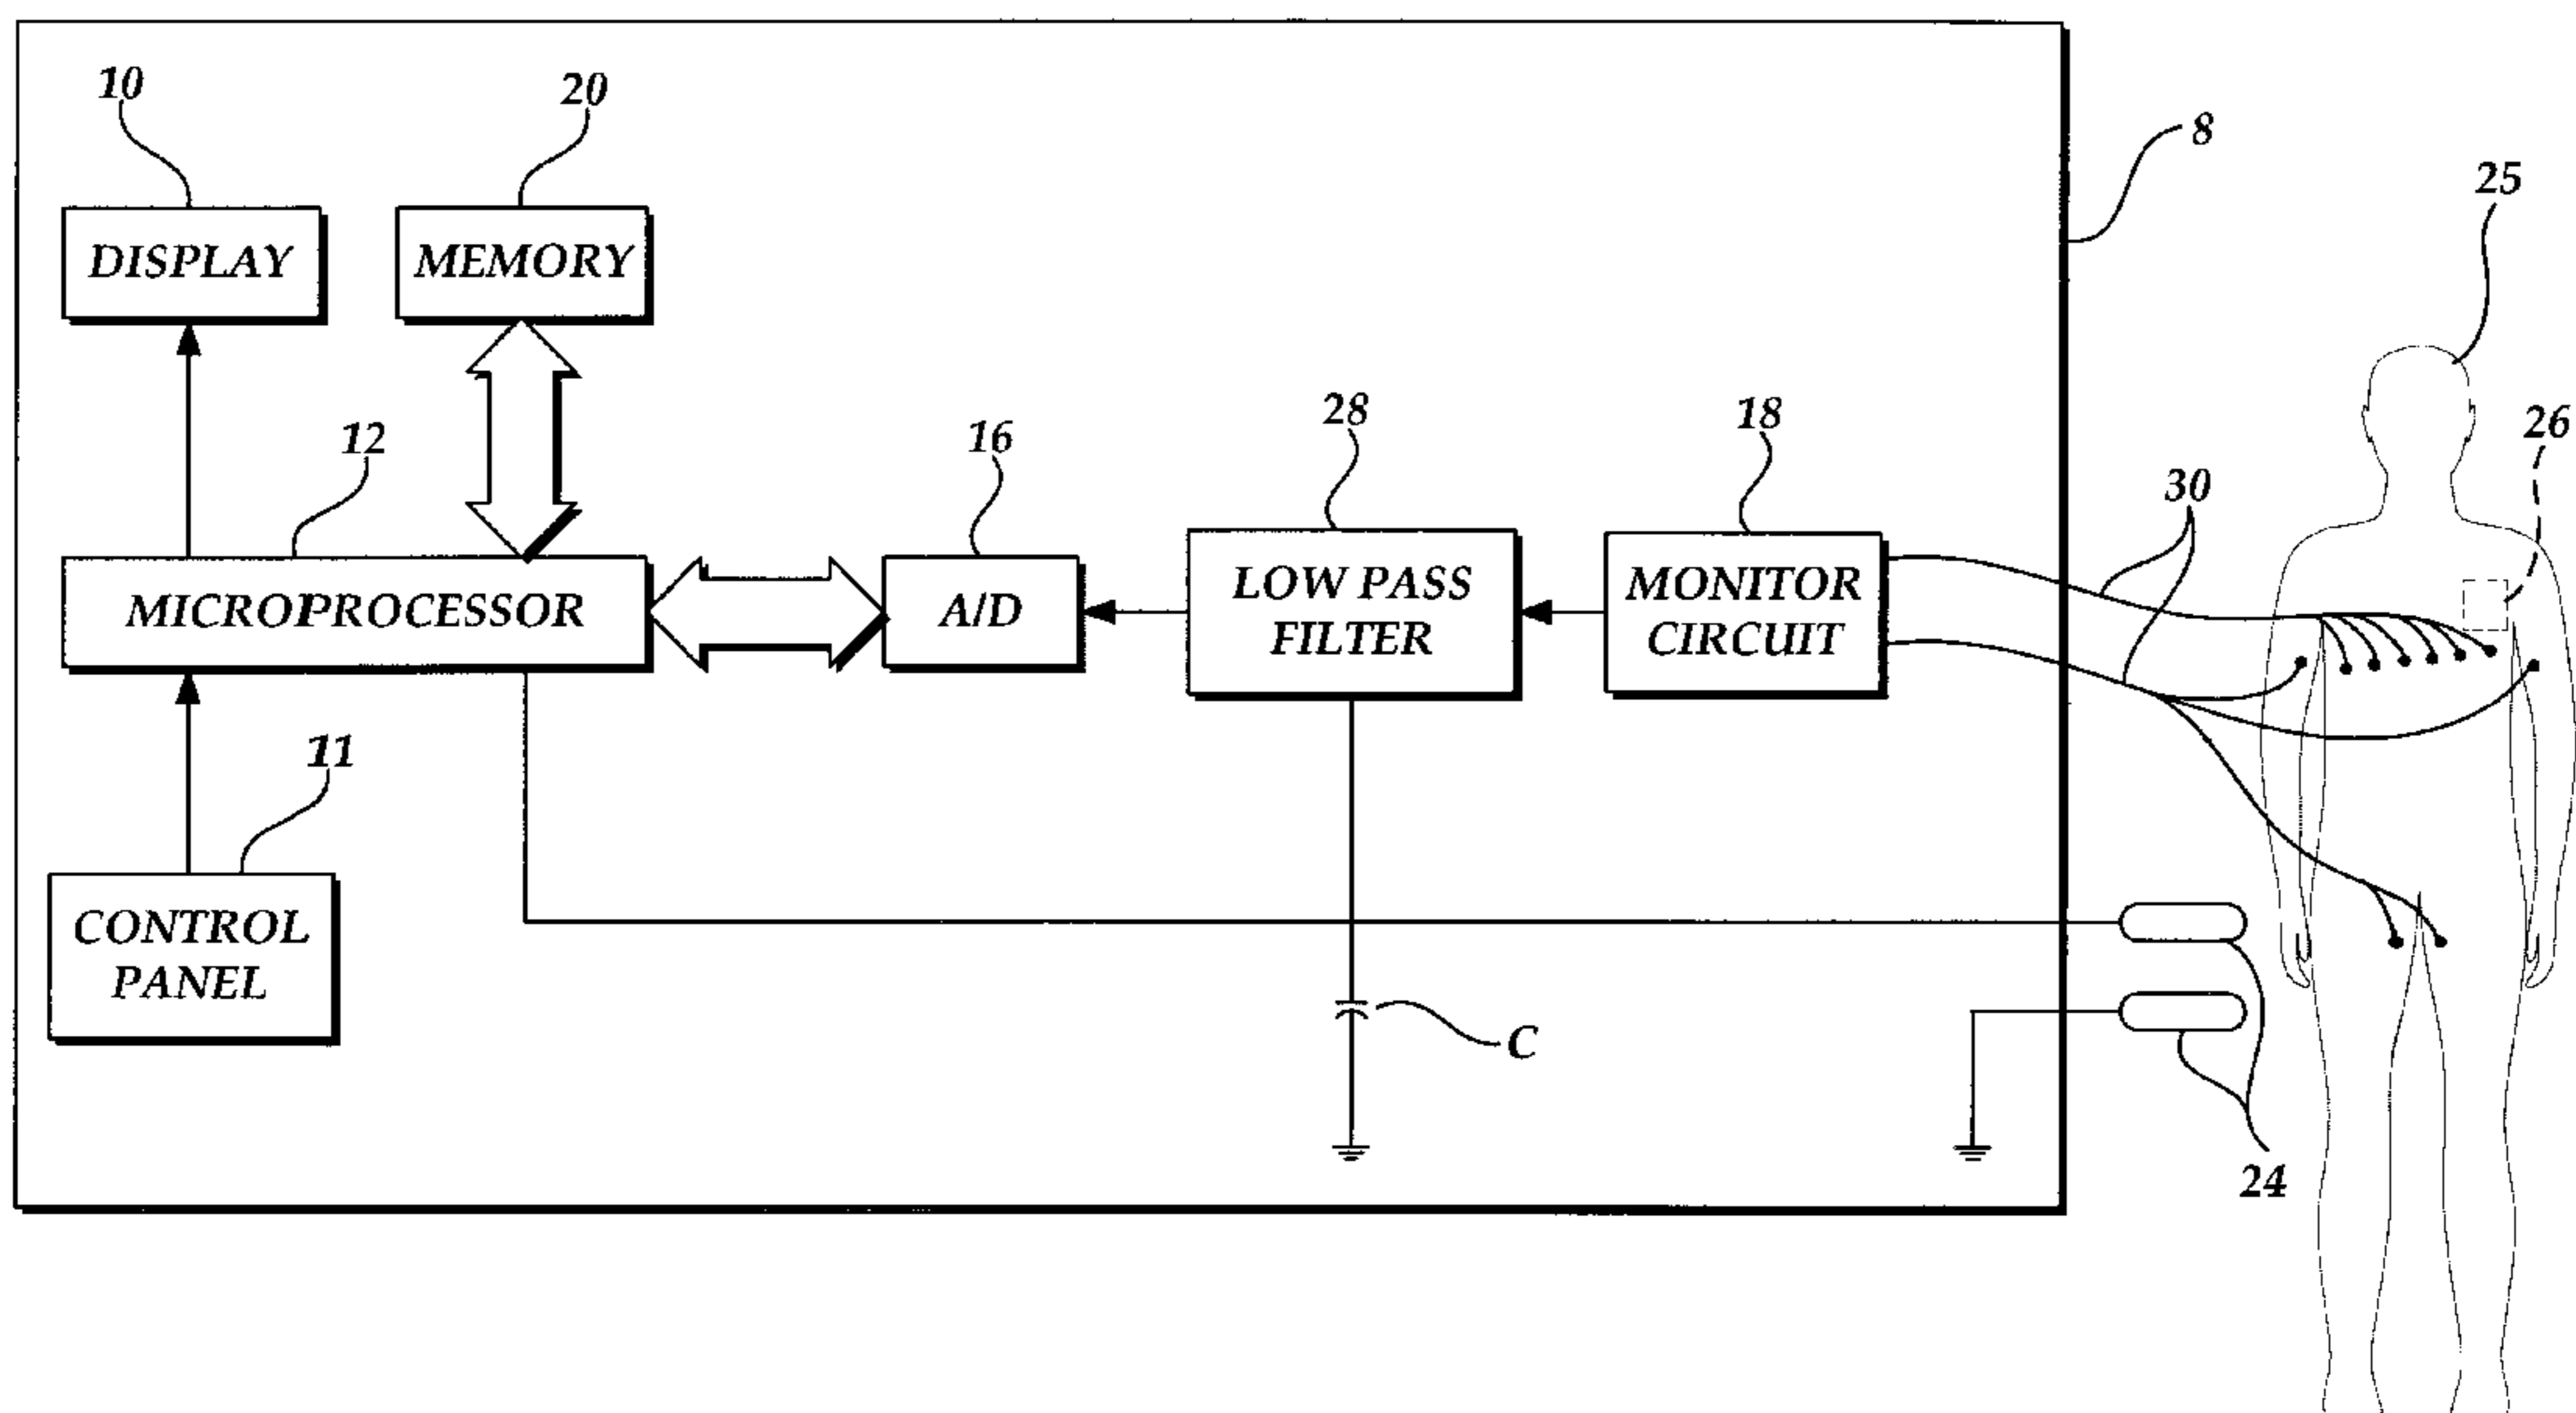 10
20
8
25
DISPLAY
MEMORY
26
12
16
28
18
30
MICROPROCESSOR
A/D
LOW PASS
FILTER
MONITOR
CIRCUIT
11
CONTROL
PANEL
C
24